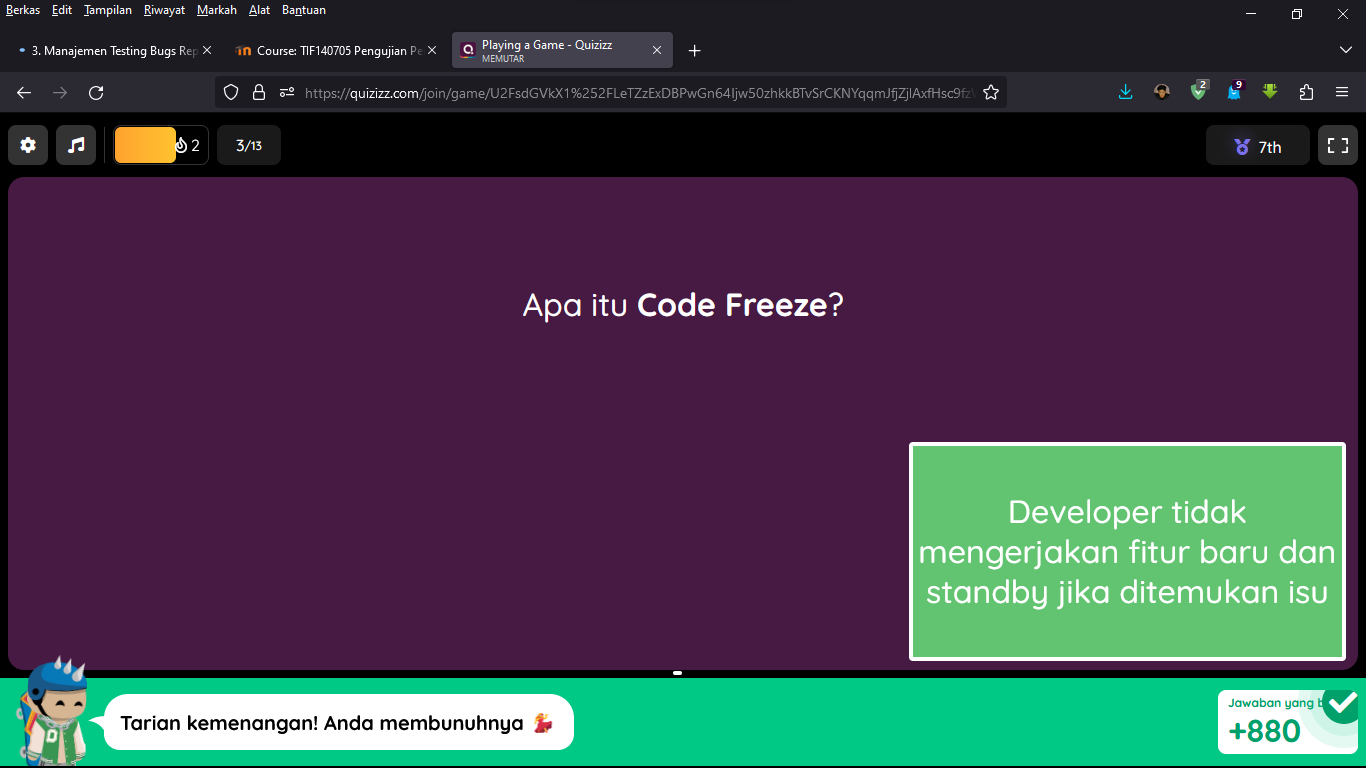 Berkas Edit Tampilan Riwayat Markah Alat Bantuan
3. Manajemen Testing Bugs Rep
Course: TIF140705 Pengujian Pe
Playing a Game - Quizizz
MEMUTAR
https://quizizz.com/join/game/U2FsdGVkX1%252FLeTZzExDBPwGn64Ijw50zhkkBTvSrCKNYqqmJfjZjlAxfHsc9fz
2
9
2
3/13
7th
Apa itu Code Freeze?
Developer tidak
mengerjakan fitur baru dan
standby jika ditemukan isu
Tarian kemenangan! Anda membunuhnya
Jawaban yang b
+880
D